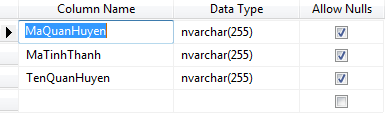 Column Name Data Type Allow Nulls
MaQuanHuyen nvarchar(255)
MaTinhThanh nvarchar(255)
TenQuanHuyen nvarchar(255)